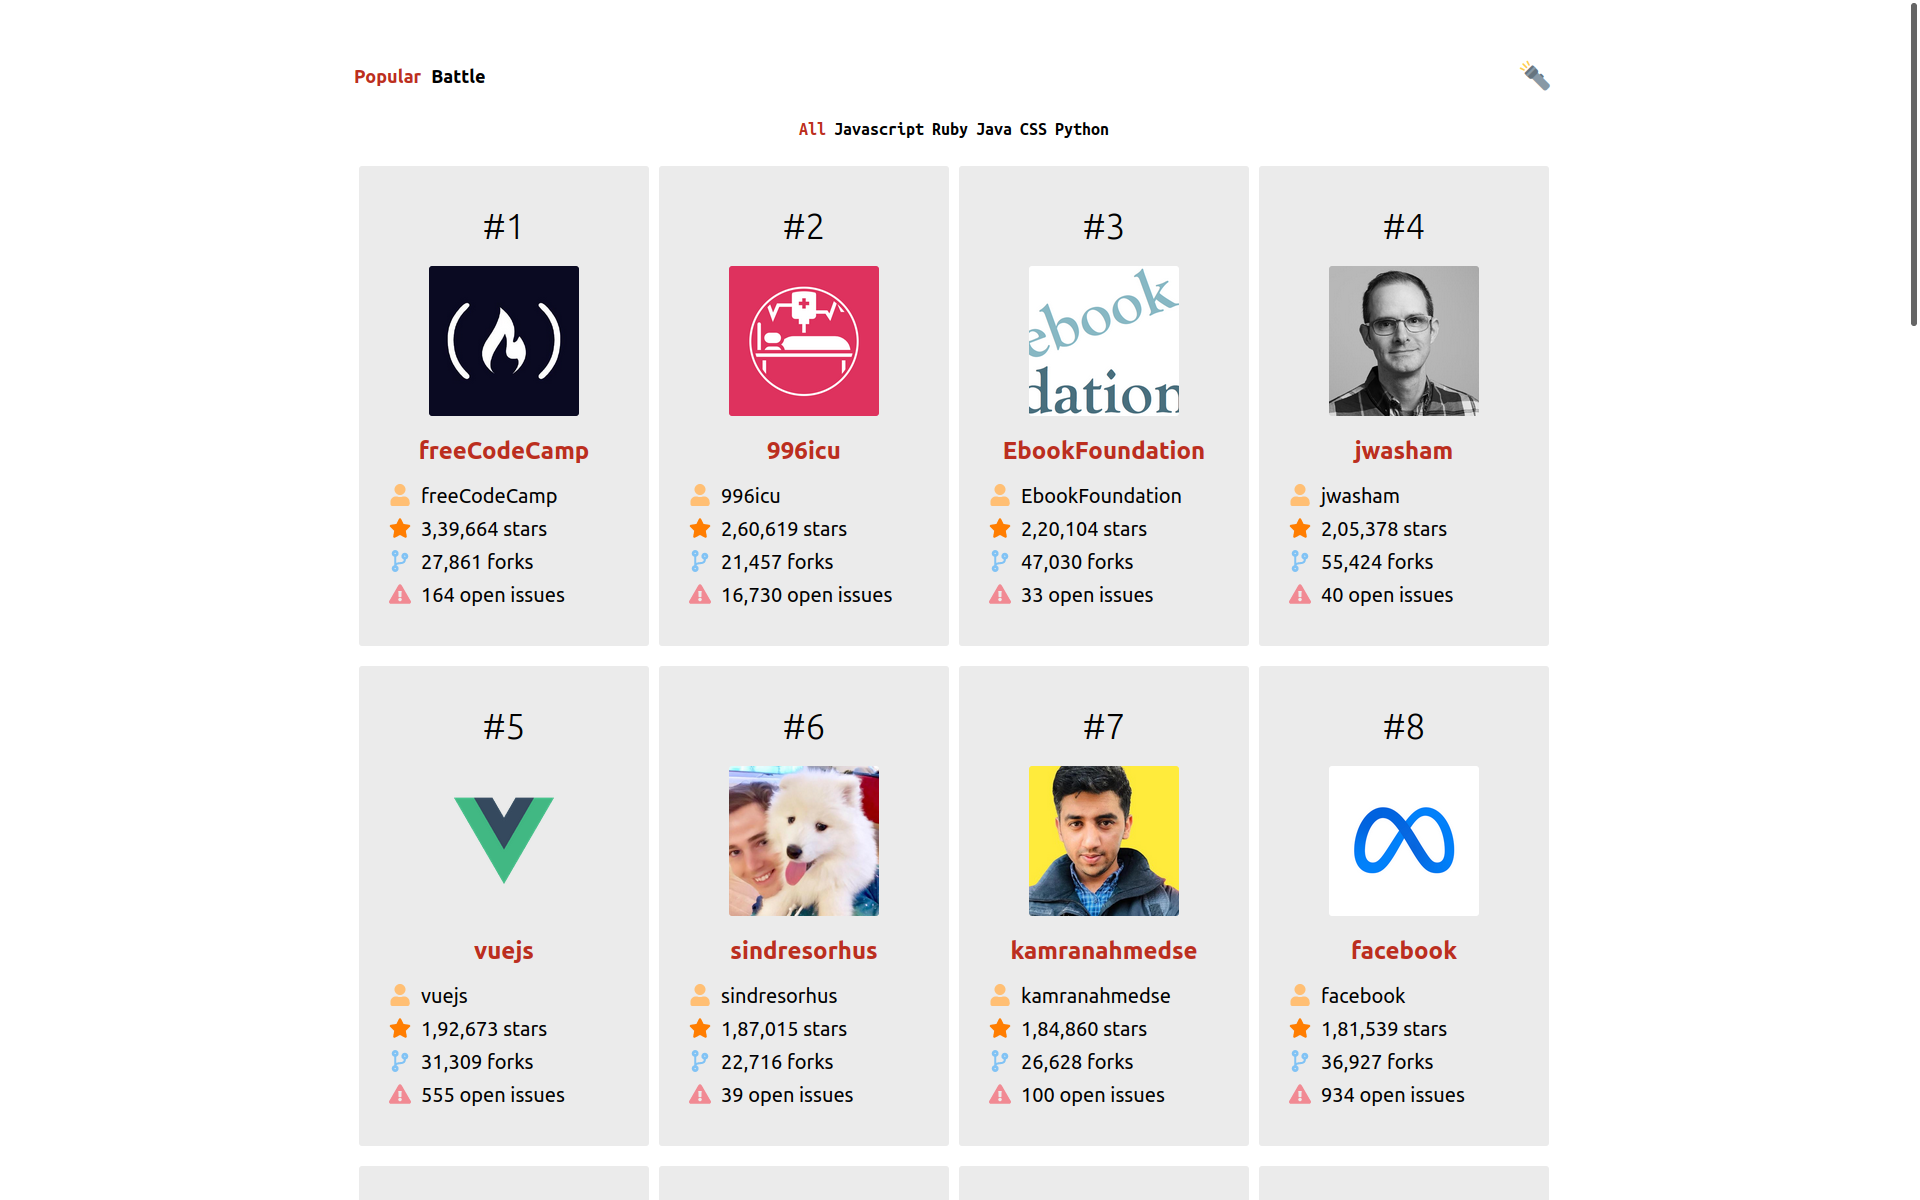 Popular Battle
All Javascript Ruby Java CSS Python
#1
#2
#3
#4
ebook
dation
freeCodeCamp
996icu
EbookFoundation
jwasham
freeCodeCamp
3,39,664 stars
27,861 forks
164 open issues
996icu
2,60,619 stars
21,457 forks
16,730 open issues
EbookFoundation
2,20,104 stars
47,030 forks
33 open issues
jwasham
2,05,378 stars
55,424 forks
40 open issues
#5
#6
#7
#8
vuejs
sindresorhus
kamranahmedse
facebook
vuejs
1,92,673 stars
31,309 forks
555 open issues
sindresorhus
1,87,015 stars
22,716 forks
39 open issues
kamranahmedse
1,84,860 stars
26,628 forks
100 open issues
facebook
1,81,539 stars
36,927 forks
934 open issues